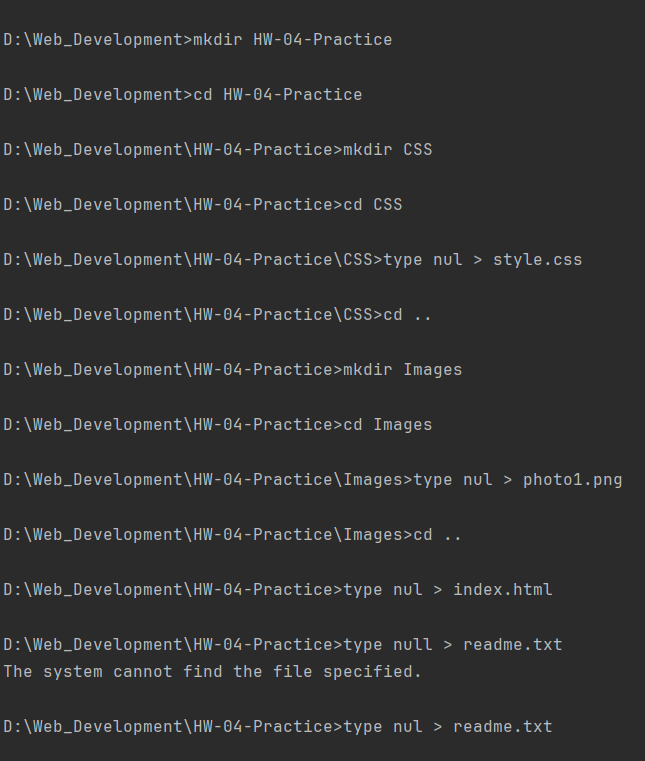 D:\Web_Development>mkdir HW-04-Practice
D:\Web_Development>cd HW-04-Practice
D:\Web_Development\HW-04-Practice>mkdir CSS
D:\Web_Development\HW-04-Practice>cd CSS
D:\Web_Development\HW-04-Practice\CSS>type nul > style.css
D:\Web_Development\HW-04-Practice\CSS>cd ..
D:\Web_Development\HW-04-Practice>mkdir Images
D:\Web_Development\HW-04-Practice>cd Images
D:\Web_Development\HW-04-Practice\Images>type nul > photo1.png
D:\Web_Development\HW-04-Practice\Images>cd ..
D:\Web_Development\HW-04-Practice>type nul > index.html
D:\Web_Development\HW-04-Practice>type null > readme.txt
The system cannot find the file specified.
D:\Web_Development\HW-04-Practice>type nul > readme.txt